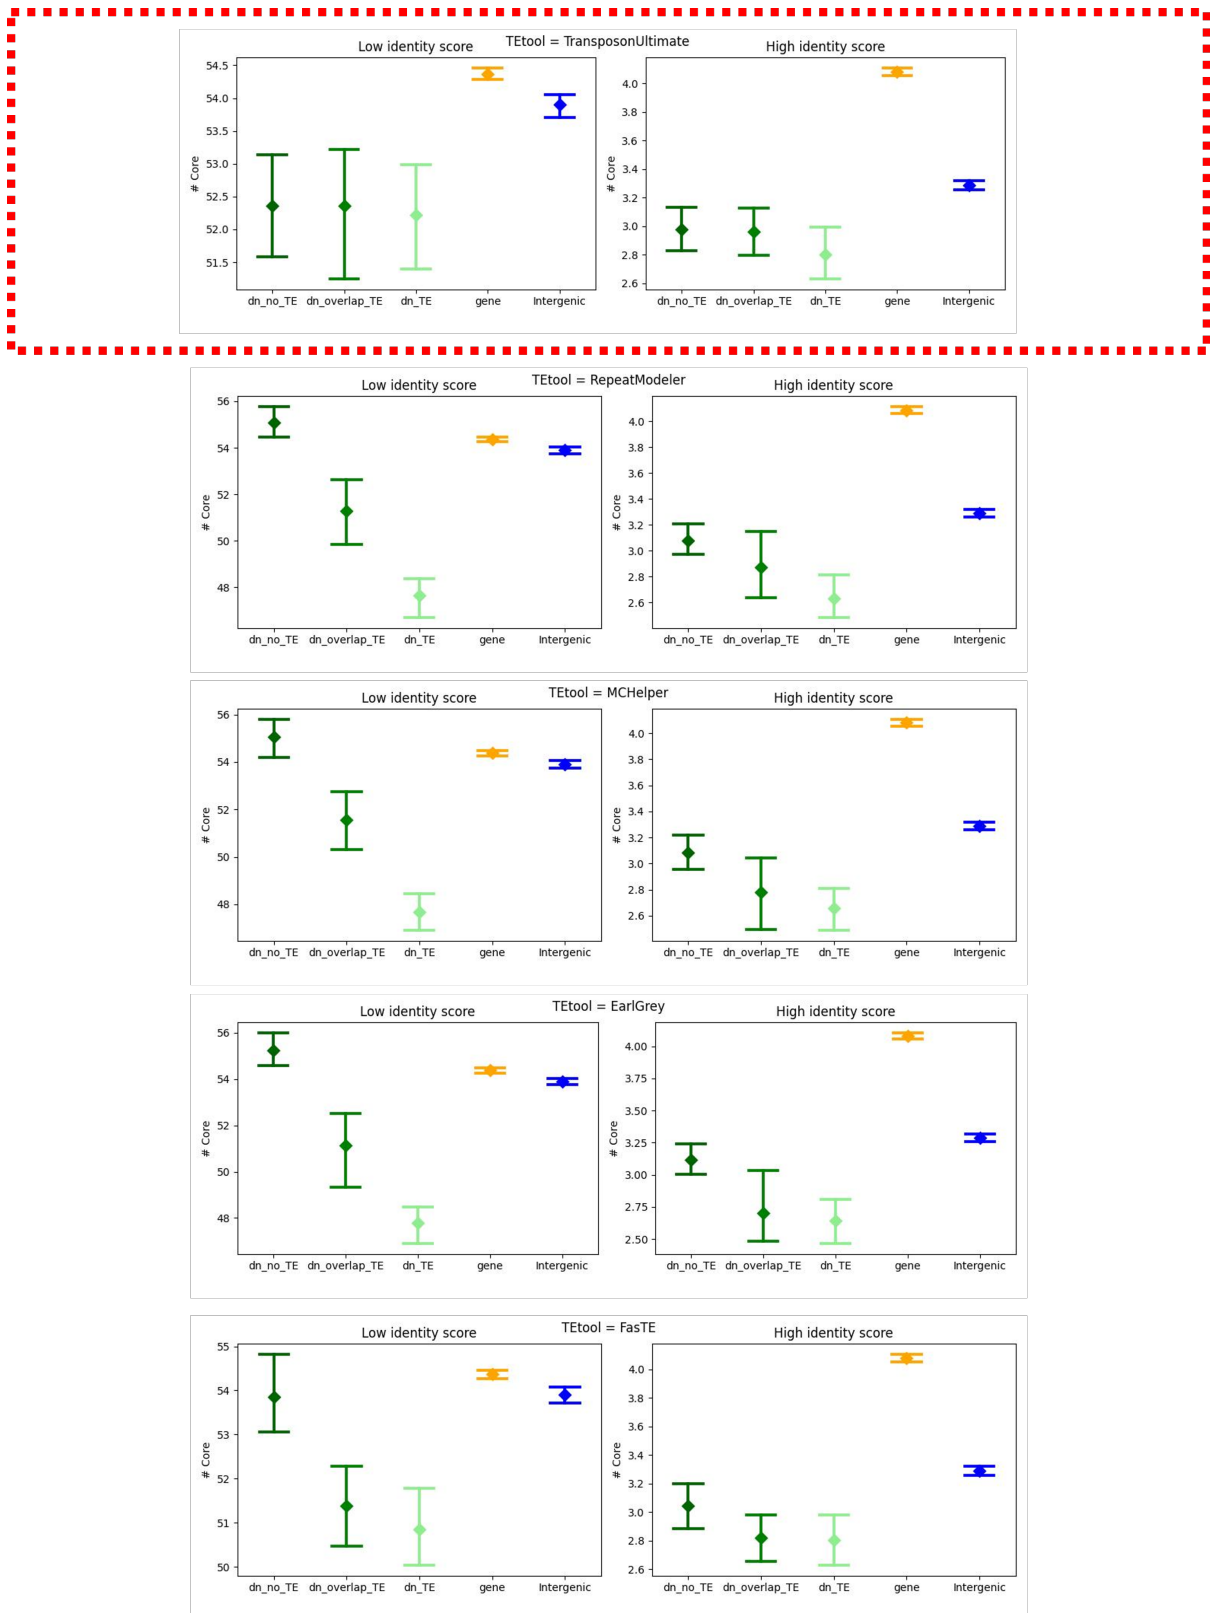 TEtool = TransposonUltimate
Low identity score
High identity score
# Core
54.5
54.0
53.5
53.0
52.5
52.0
51.5
dn_no_TE dn_overlap_TE dn_TE gene Intergenic
# Core
4.0
3.8
3.6
3.4
3.2
3.0
2.8
2.6
dn_no_TE dn_overlap_TE dn_TE gene Intergenic
TEtool = RepeatModeler
Low identity score
High identity score
# Core
56
54
52
50
48
dn_no_TE dn_overlap_TE dn_TE gene Intergenic
# Core
4.0
3.8
3.6
3.4
3.2
3.0
2.8
2.6
dn_no_TE dn_overlap_TE dn_TE gene Intergenic
TEtool = MCHelper
Low identity score
High identity score
# Core
56
54
52
50
48
dn_no_TE dn_overlap_TE dn_TE gene Intergenic
# Core
4.0
3.8
3.6
3.4
3.2
3.0
2.8
2.6
dn_no_TE dn_overlap_TE dn_TE gene Intergenic
TEtool = EarlGrey
Low identity score
High identity score
# Core
56
54
52
50
48
dn_no_TE dn_overlap_TE dn_TE gene Intergenic
# Core
4.00
3.75
3.50
3.25
3.00
2.75
2.50
dn_no_TE dn_overlap_TE dn_TE gene Intergenic
TEtool = FasTE
Low identity score
High identity score
# Core
55
54
53
52
51
50
dn_no_TE dn_overlap_TE dn_TE gene Intergenic
# Core
4.0
3.8
3.6
3.4
3.2
3.0
2.8
2.6
dn_no_TE dn_overlap_TE dn_TE gene Intergenic